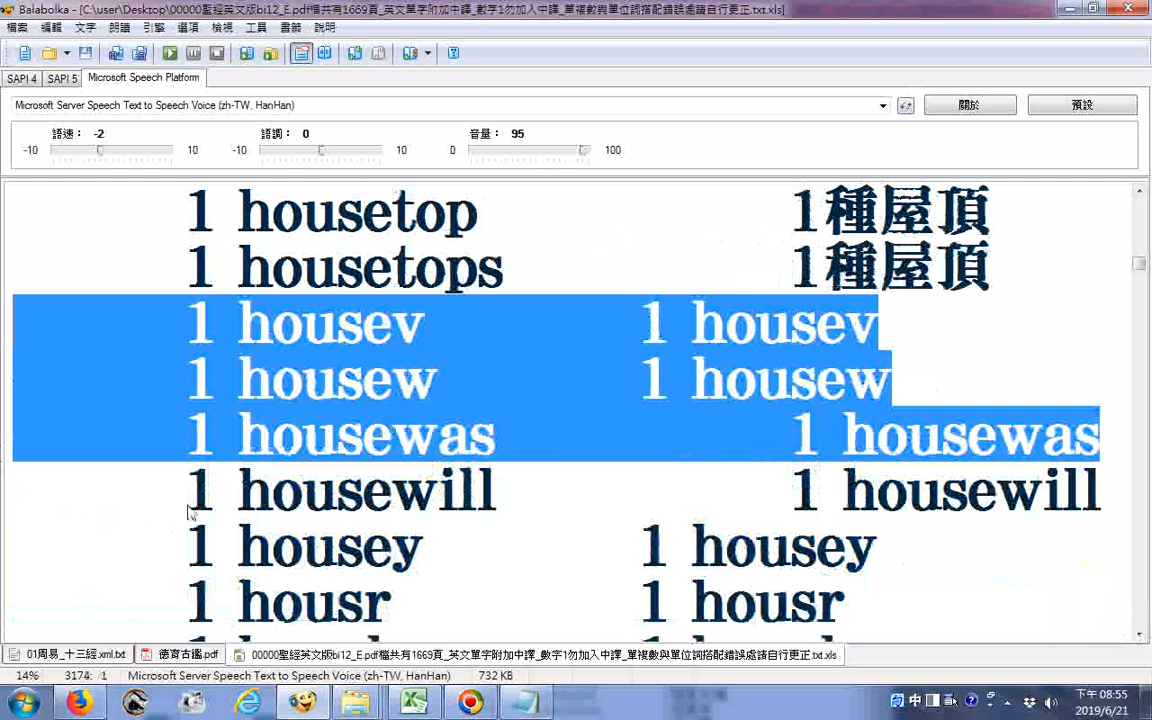 Balabolka - [C:\user\Desktop\00000聖經英文版bi12_E.pdf檔共有1669頁_英文單字附加中譯_數字1勿加入中譯_單複數與單位詞搭配錯誤處請自行更正.txt.xls]
檔案 編輯 文字 朗讀 引擎 選項 檢視 工具 書籤 說明
SAPI 4 SAPI 5 Microsoft Speech Platform
Microsoft Server Speech Text to Speech Voice (zh-TW, HanHan) 關於 預設
語速： -2 語調： 0 音量： 95
-10 10 -10 10 0 100
1 housetop 1種屋頂
1 housetops 1種屋頂
1 housev 1 housev
1 housew 1 housew
1 housewas 1 housewas
1 housewill 1 housewill
1 housey 1 housey
1 housr 1 housr
01周易_十三經.xml.txt 德育古鑑.pdf 00000聖經英文版bi12_E.pdf檔共有1669頁_英文單字附加中譯_數字1勿加入中譯_單複數與單位詞搭配錯誤處請自行更正.txt.xls
14% 3174: 1 Microsoft Server Speech Text to Speech Voice (zh-TW, HanHan) 732 KB
中 下午 08:55
2019/6/21